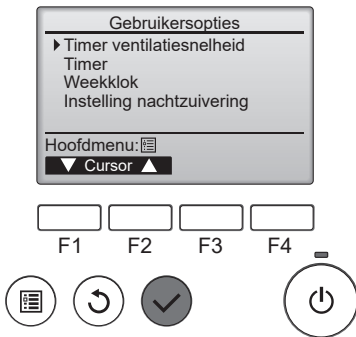 Gebruikersopties
Timer ventilatiesnelheid
Timer
Weekklok
Instelling nachtzuivering
Hoofdmenu:
Cursor
F1 F2 F3 F4